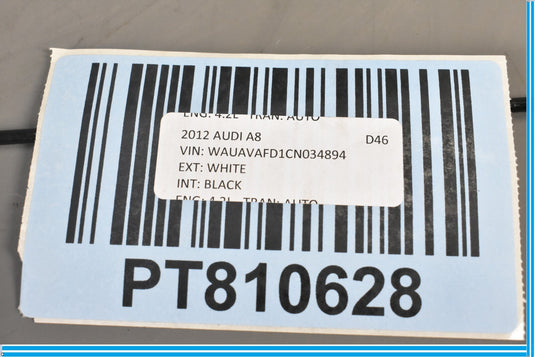 ENG: 4.2L TRAN: AUTO
2012 AUDI A8 D46
VIN: WAUAVAFD1CN034894
EXT: WHITE
INT: BLACK
ENG: 4.2L TRAN: AUTO
PT810628